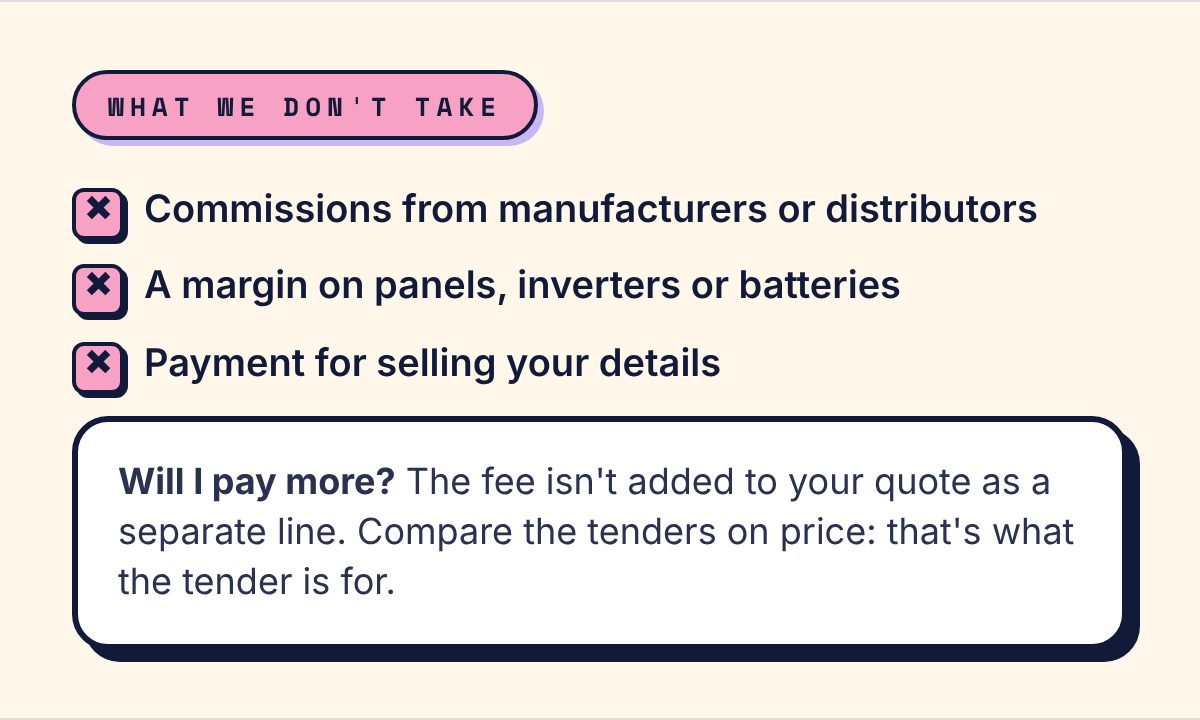 WHAT WE DON'T TAKE
Commissions from manufacturers or distributors
A margin on panels, inverters or batteries
Payment for selling your details
Will I pay more? The fee isn't added to your quote as a
separate line. Compare the tenders on price: that's what
the tender is for.